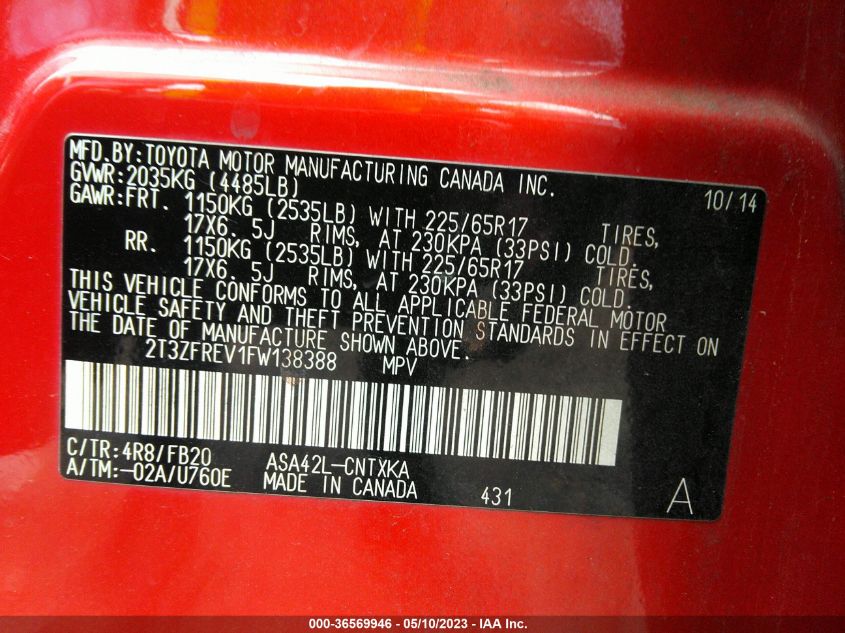 MFD.BY:TOYOTA MOTOR MANUFACTURING CANADA INC.
GVWR:2035KG (4485LB) 10/14
GAWR:FRT. 1150KG (2535LB) WITH 225/65R17 TIRES,
17X6.5J RIMS, AT 230KPA (33PSI) COLD.
RR. 1150KG (2535LB) WITH 225/65R17 TIRES,
17X6.5J RIMS, AT 230KPA (33PSI) COLD.
THIS VEHICLE CONFORMS TO ALL APPLICABLE FEDERAL MOTOR
VEHICLE SAFETY AND THEFT PREVENTION STANDARDS IN EFFECT ON
THE DATE OF MANUFACTURE SHOWN ABOVE.
2T3ZFREV1FW138388 MPV
C/TR:4R8/FB20 ASA42L-CNTXKA
A/TM:-02A/U760E MADE IN CANADA 431 A
000-36569946 - 05/10/2023 - IAA Inc.